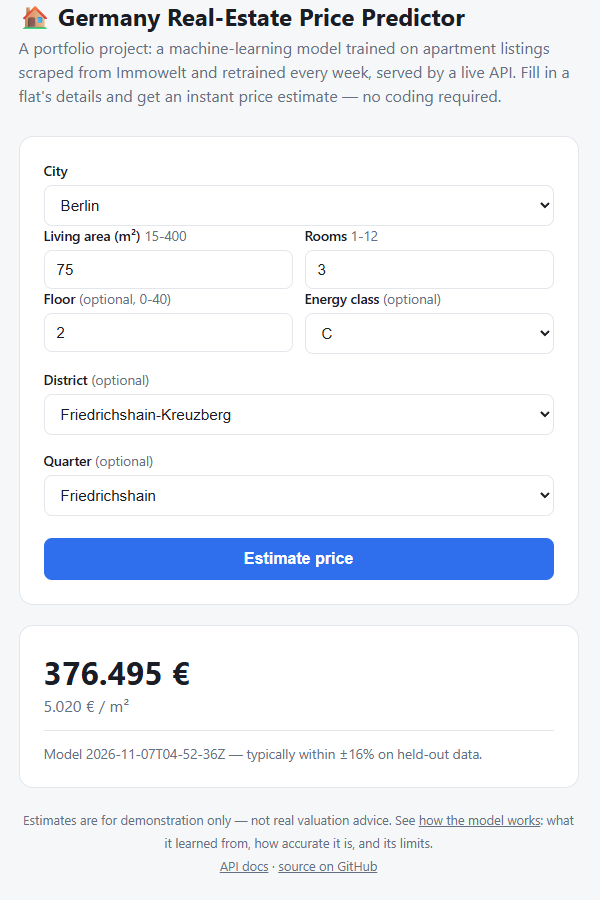 🏠 Germany Real-Estate Price Predictor
A portfolio project: a machine-learning model trained on apartment listings
scraped from Immowelt and retrained every week, served by a live API. Fill in a
flat's details and get an instant price estimate — no coding required.
City
Berlin
Living area (m²) 15-400
Rooms 1-12
75
3
Floor (optional, 0-40)
Energy class (optional)
2
C
District (optional)
Friedrichshain-Kreuzberg
Quarter (optional)
Friedrichshain
Estimate price
376.495 €
5.020 € / m²
Model 2026-11-07T04-52-36Z — typically within ±16% on held-out data.
Estimates are for demonstration only — not real valuation advice. See how the model works: what
it learned from, how accurate it is, and its limits.
API docs · source on GitHub